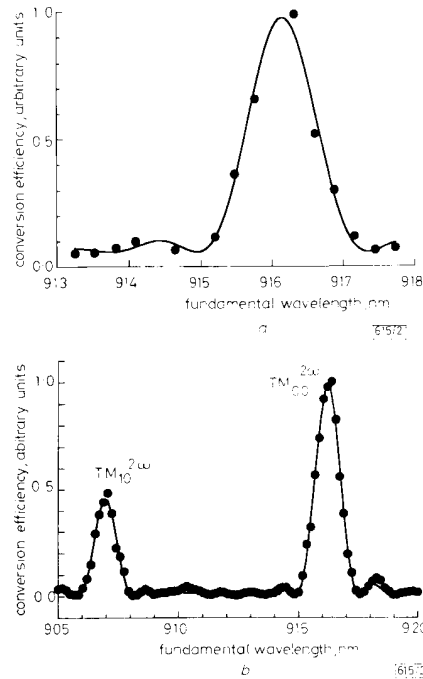 conversion efficiency, arbitrary units
1.0
0.5
0.0
913 914 915 916 917 918
fundamental wavelength, nm
a
615/2
conversion efficiency, abitrary units
1.0
0.5
0.0
TM10 2ω
TM00 2ω
905 910 915 920
fundamental wavelength, nm
b